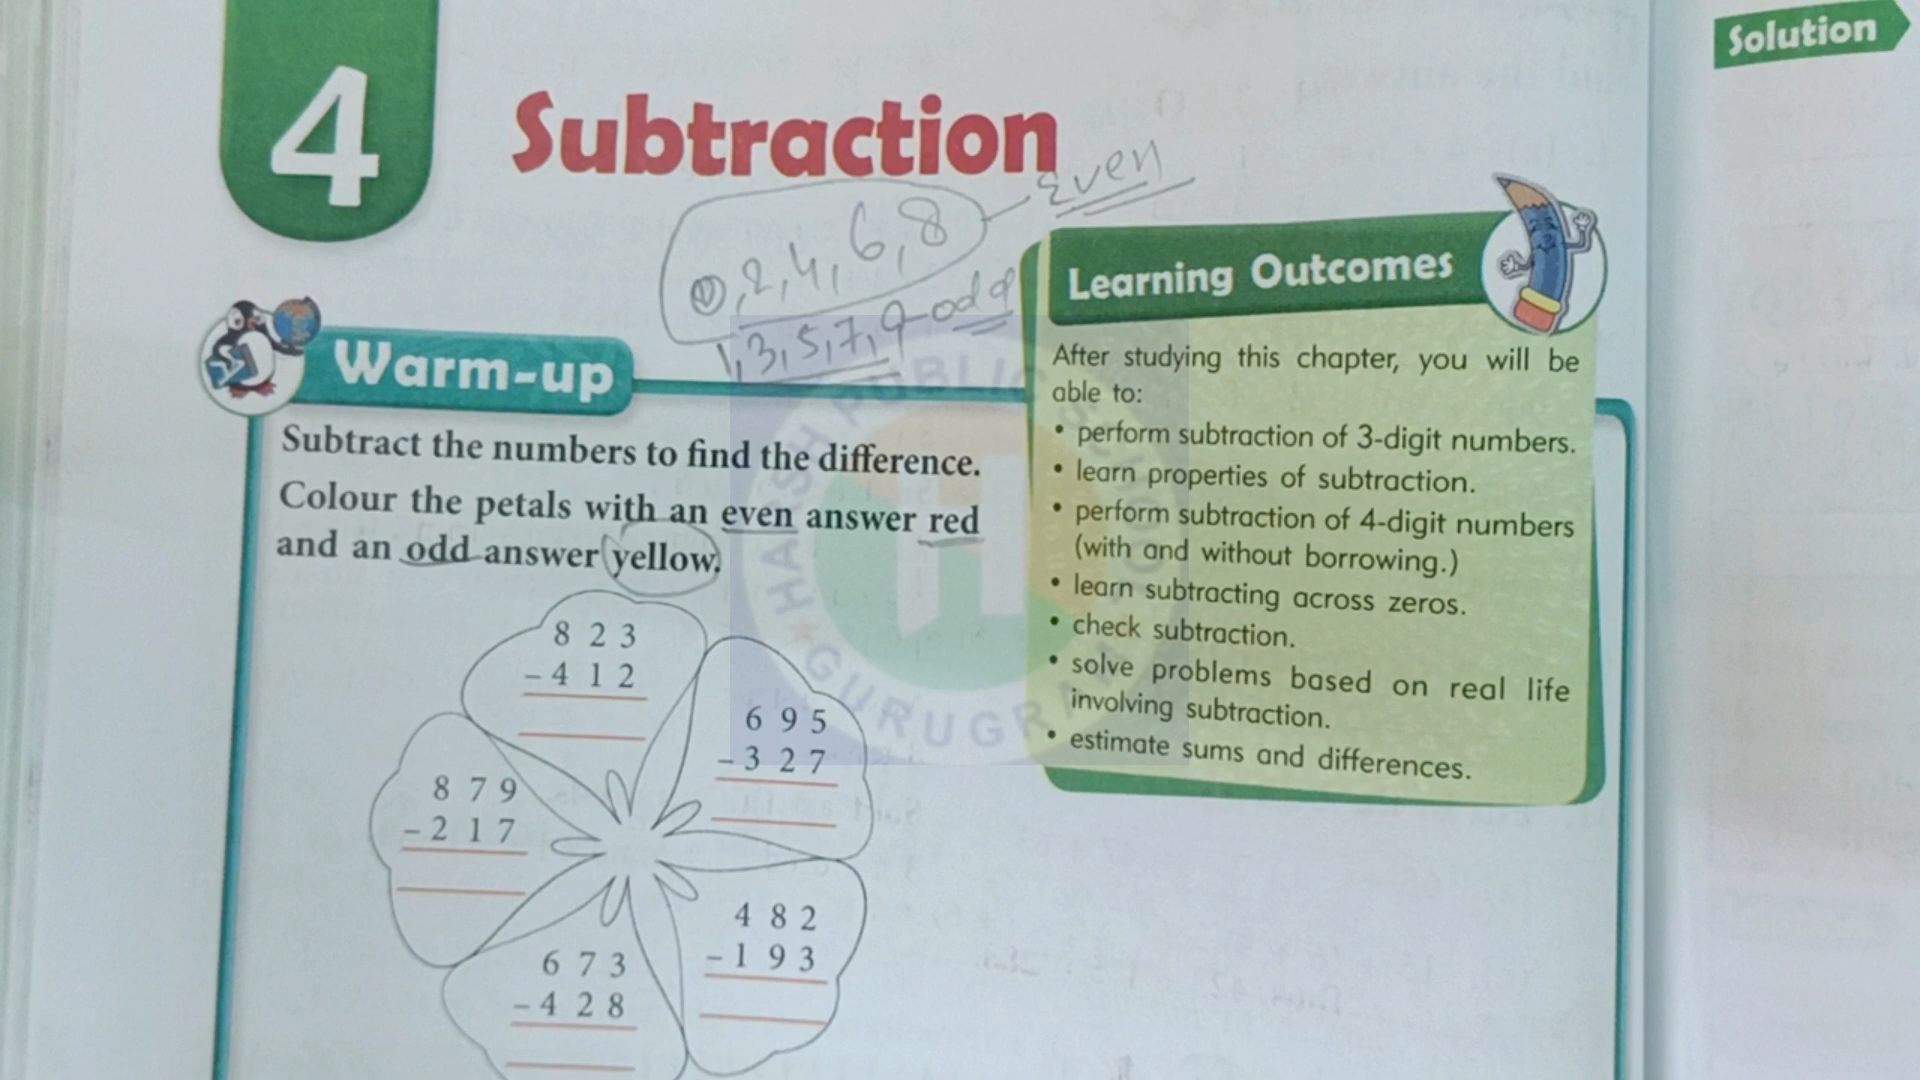 Solution
4
Subtraction
Even
0, 2, 4, 6, 8
1, 3, 5, 7, 9 odd
Warm-up
Subtract the numbers to find the difference.
Colour the petals with an even answer red
and an odd answer yellow.
8 2 3
- 4 1 2
6 9 5
- 3 2 7
8 7 9
- 2 1 7
4 8 2
- 1 9 3
6 7 3
- 4 2 8
Learning Outcomes
After studying this chapter, you will be
able to:
• perform subtraction of 3-digit numbers.
• learn properties of subtraction.
• perform subtraction of 4-digit numbers
(with and without borrowing.)
• learn subtracting across zeros.
• check subtraction.
• solve problems based on real life
involving subtraction.
• estimate sums and differences.
HARSH PUBLIC SCHOOL
GURUGRAM